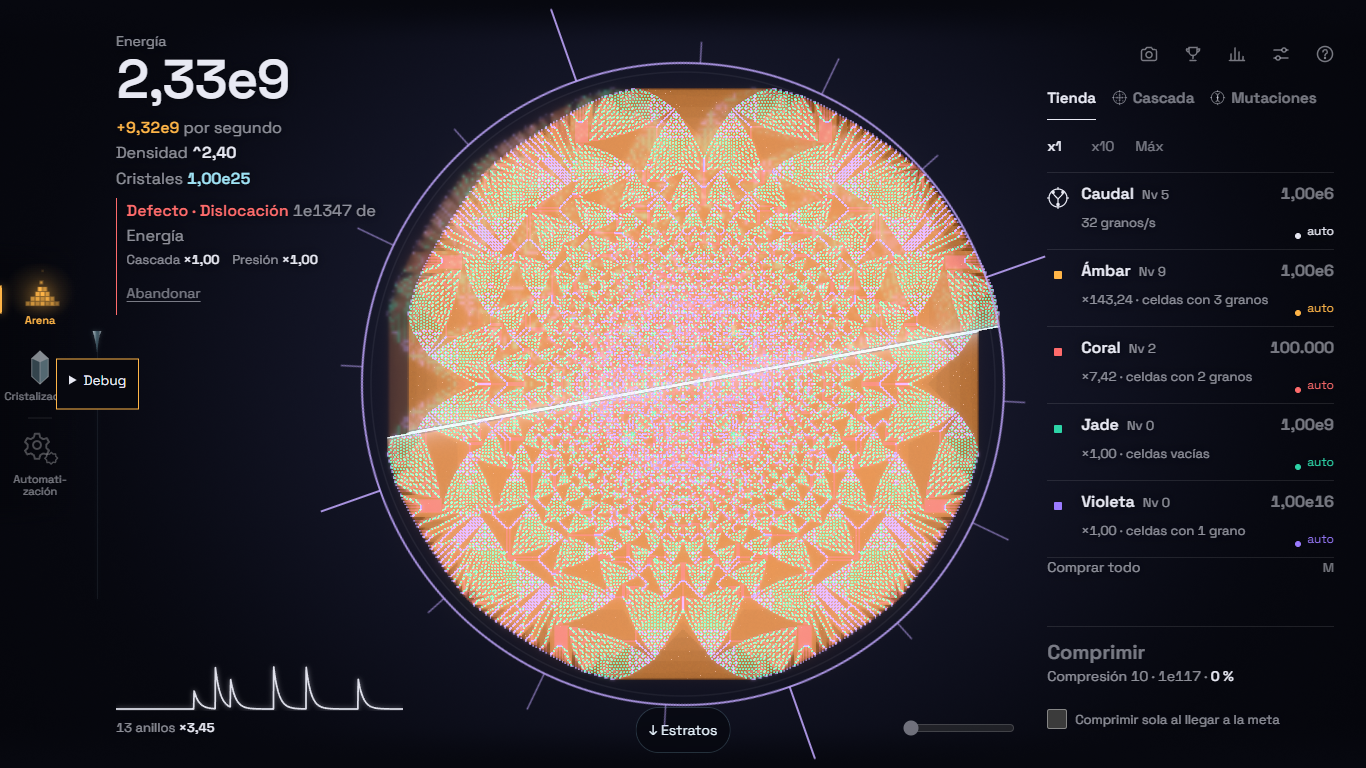 Energía
2,33e9
+9,32e9 por segundo
Densidad ^2,40
Cristales 1,00e25
Defecto · Dislocación 1e1347 de
Energía
Cascada ×1,00 Presión ×1,00
Abandonar
Arena
Debug
Automati-
zación
13 anillos ×3,45
↓ Estratos
Tienda
Cascada
Mutaciones
x1
x10
Máx
Caudal Nv 5 1,00e6
32 granos/s
auto
Ámbar Nv 9 1,00e6
×143,24 · celdas con 3 granos
auto
Coral Nv 2 100.000
×7,42 · celdas con 2 granos
auto
Jade Nv 0 1,00e9
×1,00 · celdas vacías
auto
Violeta Nv 0 1,00e16
×1,00 · celdas con 1 grano
auto
Comprar todo M
Comprimir
Compresión 10 · 1e117 · 0 %
Comprimir sola al llegar a la meta